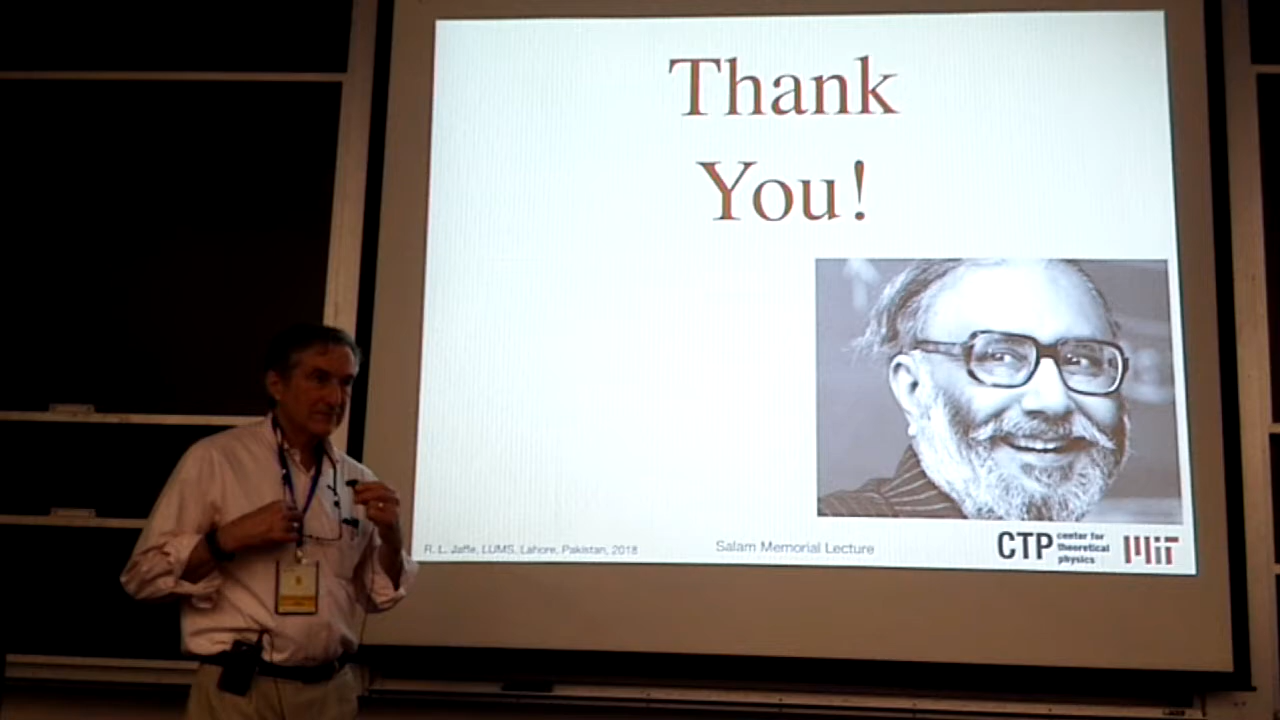 Thank
You!
R. L. Jaffe, LUMS, Lahore, Pakistan, 2018
Salam Memorial Lecture
CTP center for
theoretical
physics
MIT